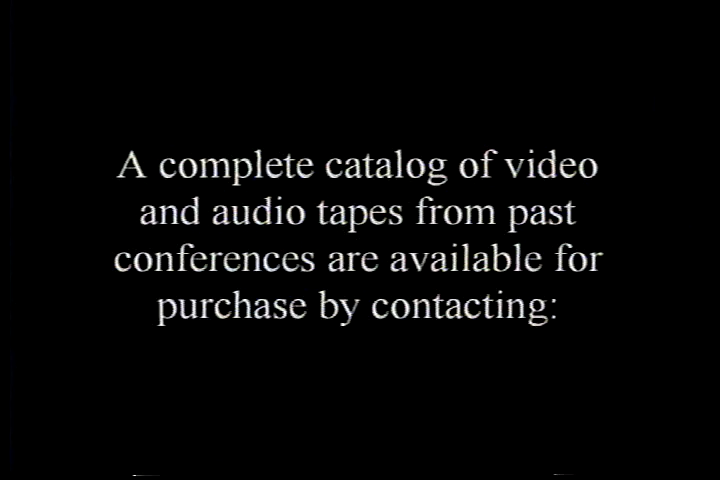 A complete catalog of video
and audio tapes from past
conferences are available for
purchase by contacting: